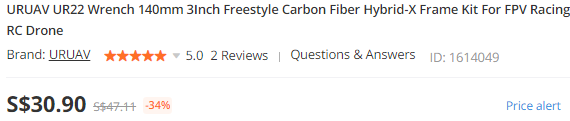 URUAV UR22 Wrench 140mm 3Inch Freestyle Carbon Fiber Hybrid-X Frame Kit For FPV Racing
RC Drone
Brand: URUAV 5.0 2 Reviews | Questions & Answers ID: 1614049
S$30.90 S$47.11 -34% Price alert